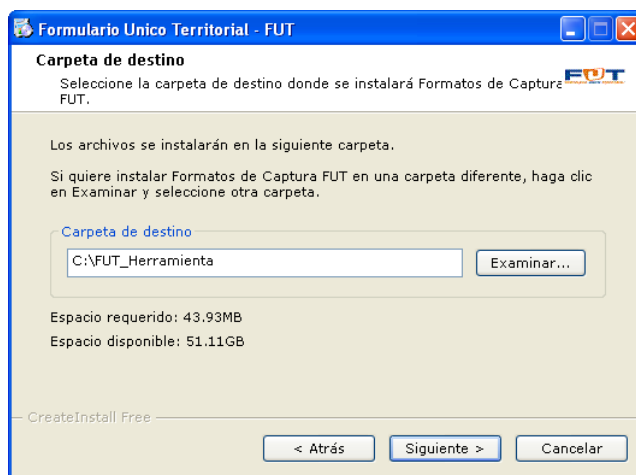 Formulario Unico Territorial - FUT
Carpeta de destino
Seleccione la carpeta de destino donde se instalará Formatos de Captura
FUT.
FUT
Los archivos se instalarán en la siguiente carpeta.
Si quiere instalar Formatos de Captura FUT en una carpeta diferente, haga clic
en Examinar y seleccione otra carpeta.
Carpeta de destino
C:\FUT_Herramienta
Examinar...
Espacio requerido: 43.93MB
Espacio disponible: 51.11GB
CreateInstall Free
< Atrás
Siguiente >
Cancelar